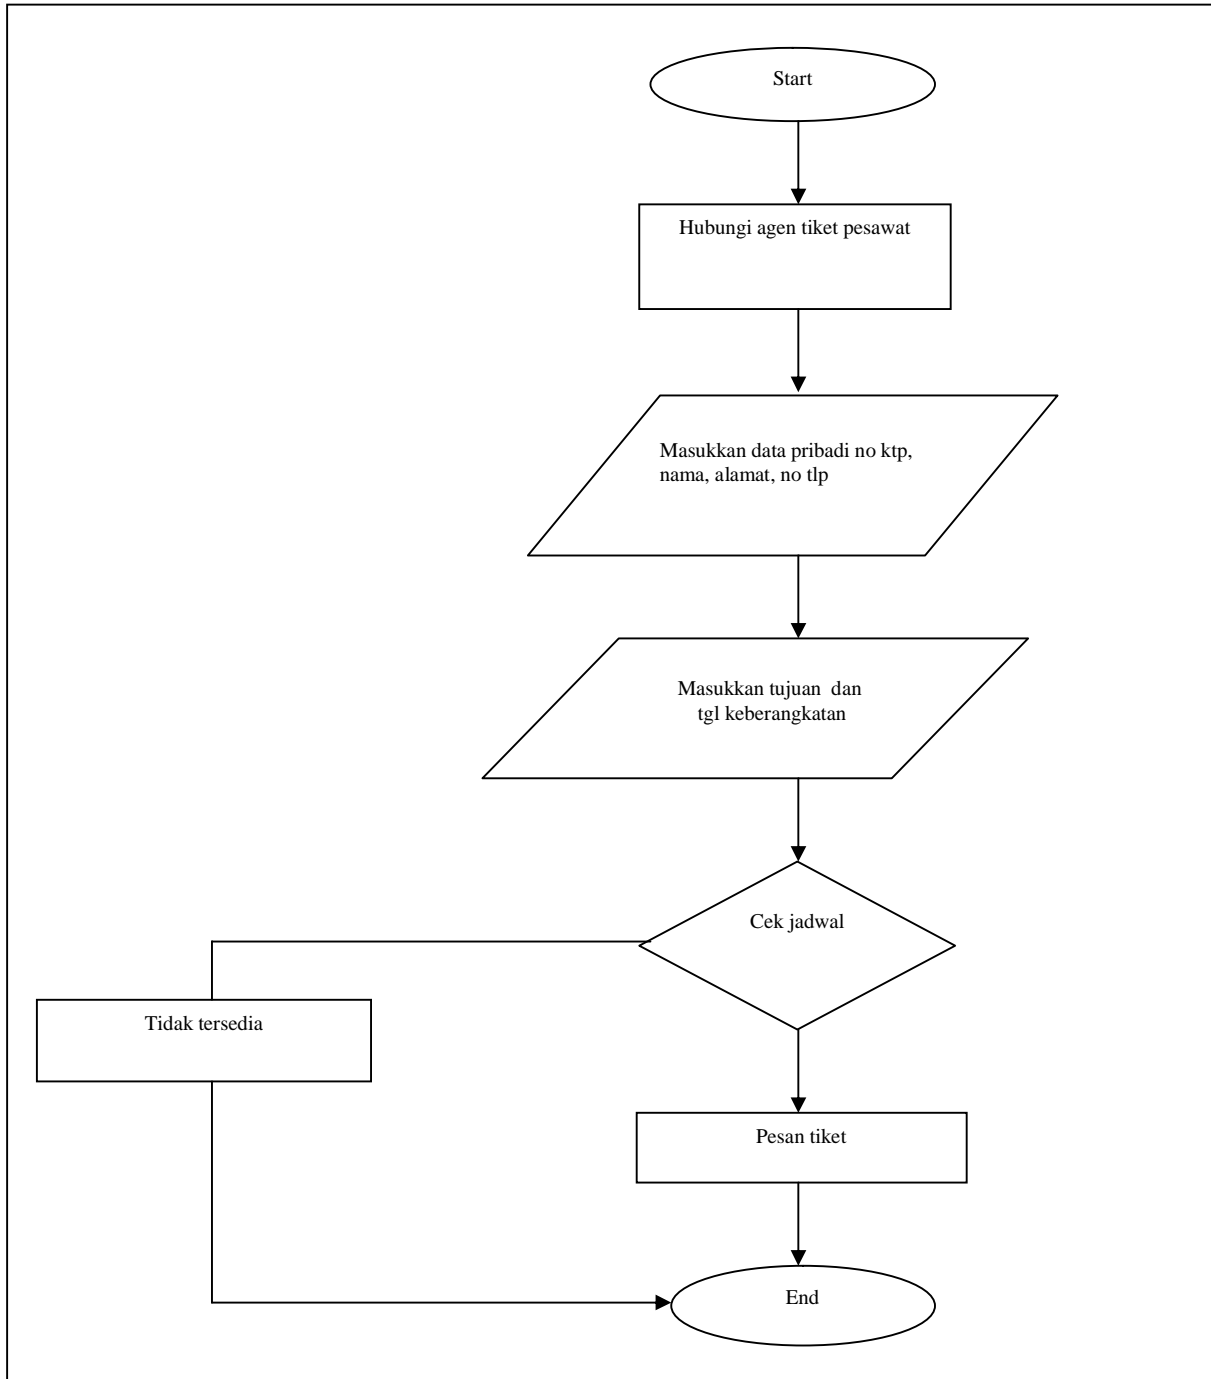 Start
Hubungi agen tiket pesawat
Masukkan data pribadi no ktp,
nama, alamat, no tlp
Masukkan tujuan  dan
tgl keberangkatan
Cek jadwal
Tidak tersedia
Pesan tiket
End